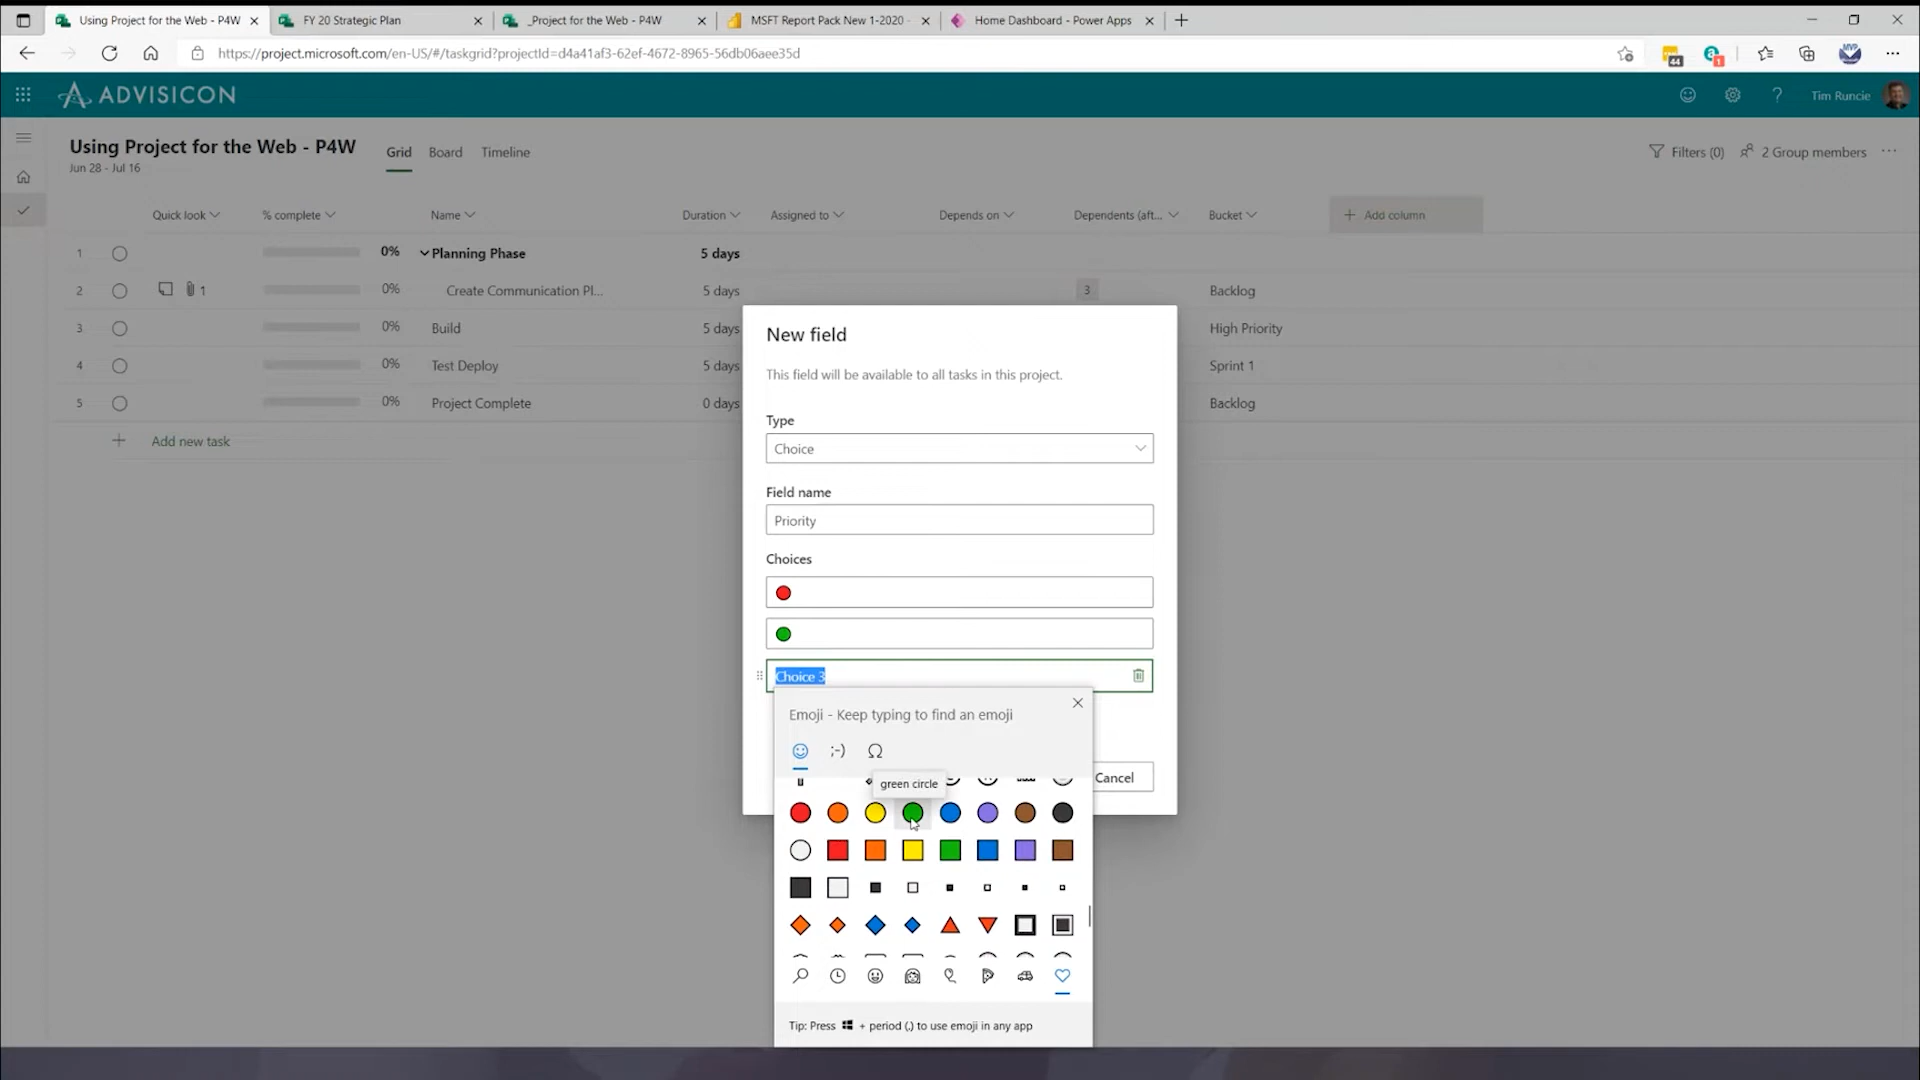 Using Project for the Web - P4W
FY 20 Strategic Plan
_Project for the Web - P4W
MSFT Report Pack New 1-2020 -
Home Dashboard - Power Apps
https://project.microsoft.com/en-US/#/taskgrid?projectId=d4a41af3-62ef-4672-8965-56db06aee35d
44
1
MVP
ADVISICON
?
Tim Runcie
Using Project for the Web - P4W
Jun 28 - Jul 16
Grid
Board
Timeline
Filters (0)
2 Group members
Quick look
% complete
Name
Duration
Assigned to
Depends on
Dependents (aft...
Bucket
Add column
1
0%
Planning Phase
5 days
2
1
0%
Create Communication Pl...
5 days
3
Backlog
3
0%
Build
5 days
High Priority
4
0%
Test Deploy
5 days
Sprint 1
5
0%
Project Complete
0 days
Backlog
Add new task
New field
This field will be available to all tasks in this project.
Type
Choice
Field name
Priority
Choices
Choice 3
Emoji - Keep typing to find an emoji
;-)
Ω
green circle
Cancel
Tip: Press + period (.) to use emoji in any app